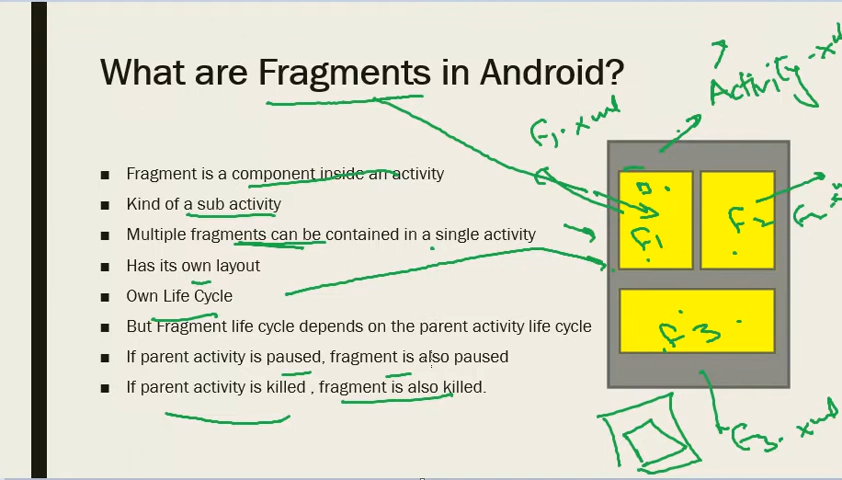 What are Fragments in Android?
Fragment is a component inside an activity
Kind of a sub activity
Multiple fragments can be contained in a single activity
Has its own layout
Own Life Cycle
But Fragment life cycle depends on the parent activity life cycle
If parent activity is paused, fragment is also paused
If parent activity is killed , fragment is also killed.
F1.xml
F1
F2
F3
F3.xml